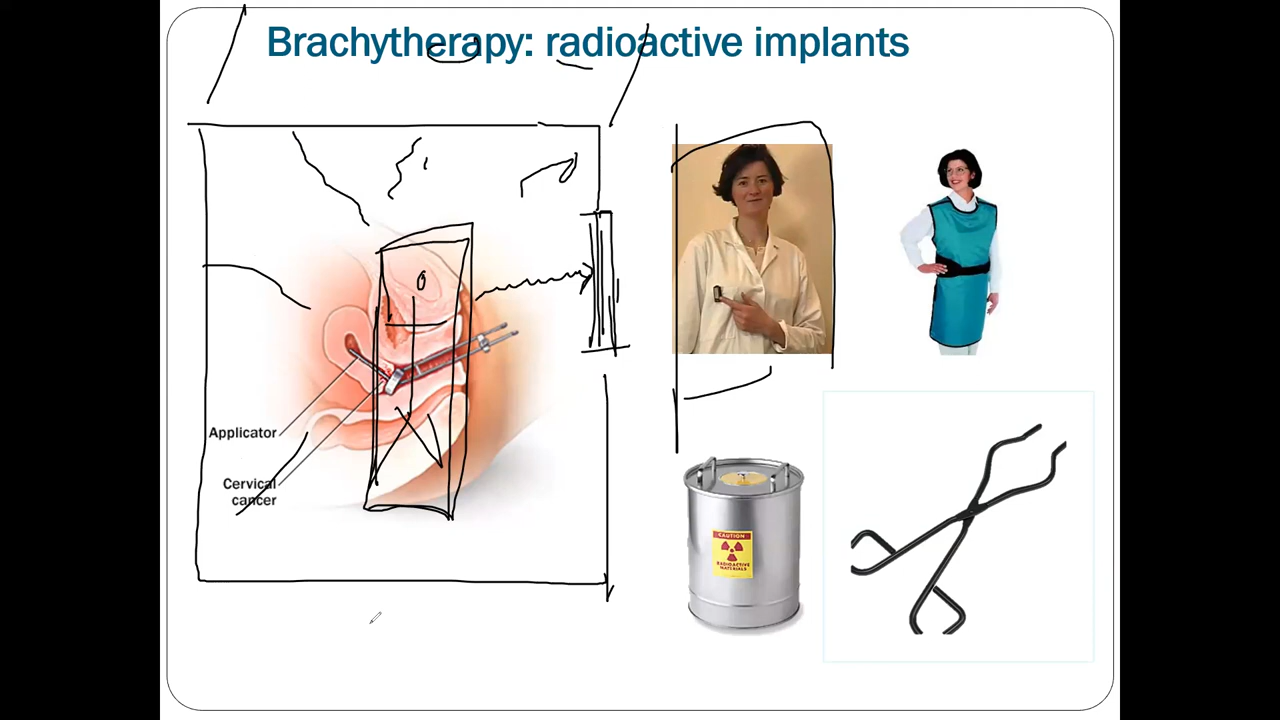 Brachytherapy: radioactive implants
Applicator
Cervical
cancer
CAUTION
RADIOACTIVE
MATERIALS